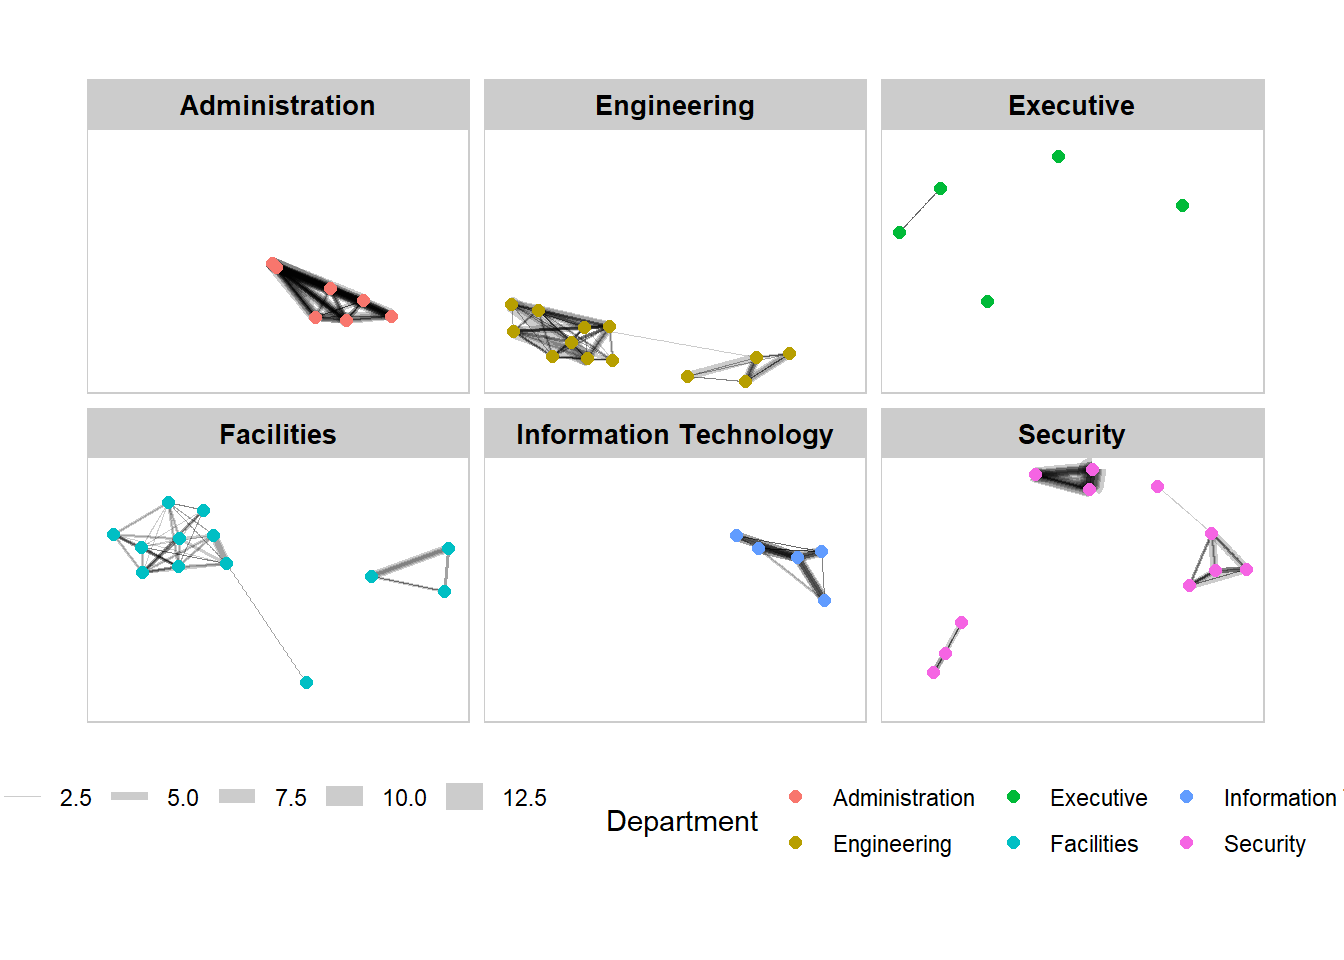 Administration
Engineering
Executive
Facilities
Information Technology
Security
2.5 5.0 7.5 10.0 12.5
Department
Administration Executive Information
Engineering Facilities Security